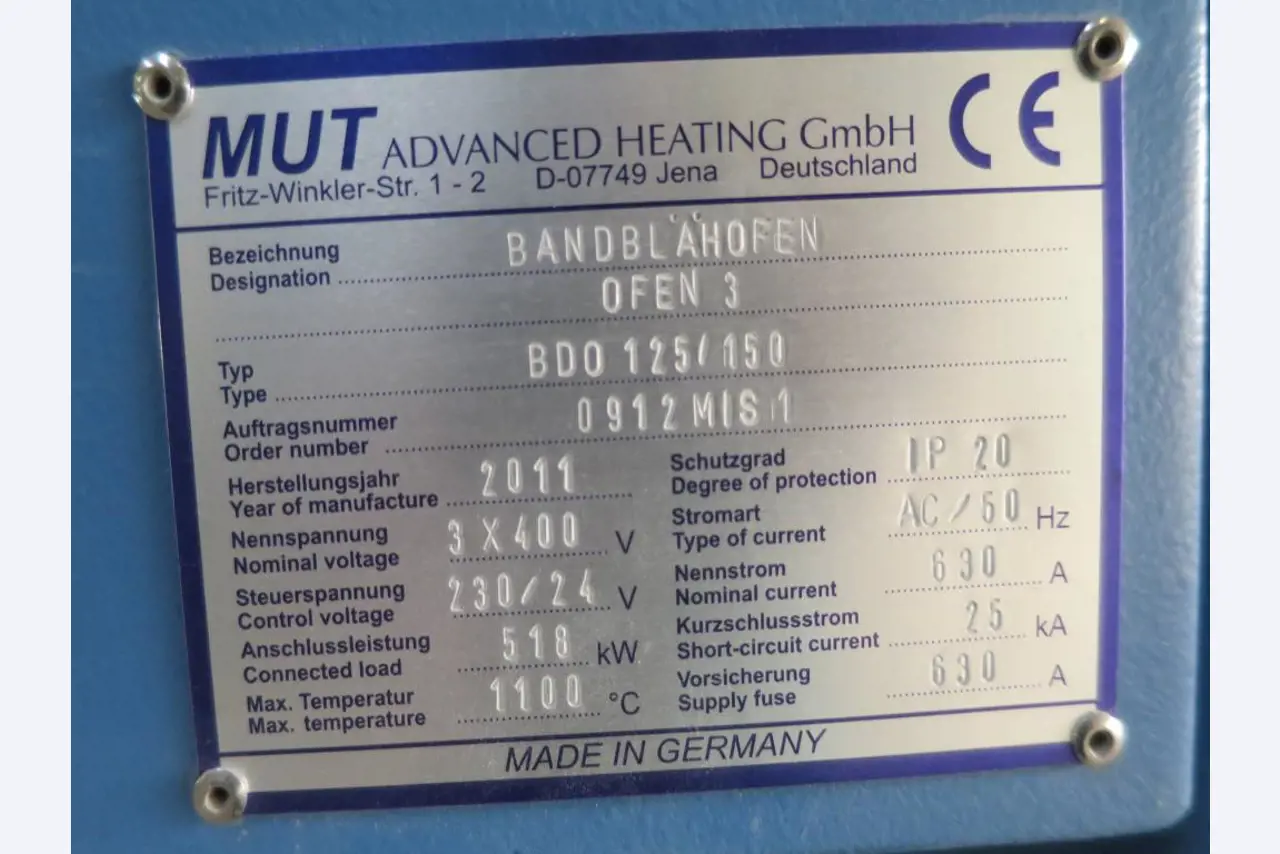 MUT ADVANCED HEATING GmbH CE
Fritz-Winkler-Str. 1 - 2 D-07749 Jena Deutschland
Bezeichnung BANDBLÄHOFEN
Designation
OFEN 3
Typ BDO 125/150
Type
Auftragsnummer 0912MIS1
Order number
Herstellungsjahr 2011 Schutzgrad IP 20
Year of manufacture Degree of protection
Nennspannung 3 X 400 V Stromart AC/50 Hz
Nominal voltage Type of current
Steuerspannung 230/24 V Nennstrom 630 A
Control voltage Nominal current
Anschlussleistung 518 kW Kurzschlussstrom 25 kA
Connected load Short-circuit current
Max. Temperatur 1100 °C Vorsicherung 630 A
Max. temperature Supply fuse
MADE IN GERMANY